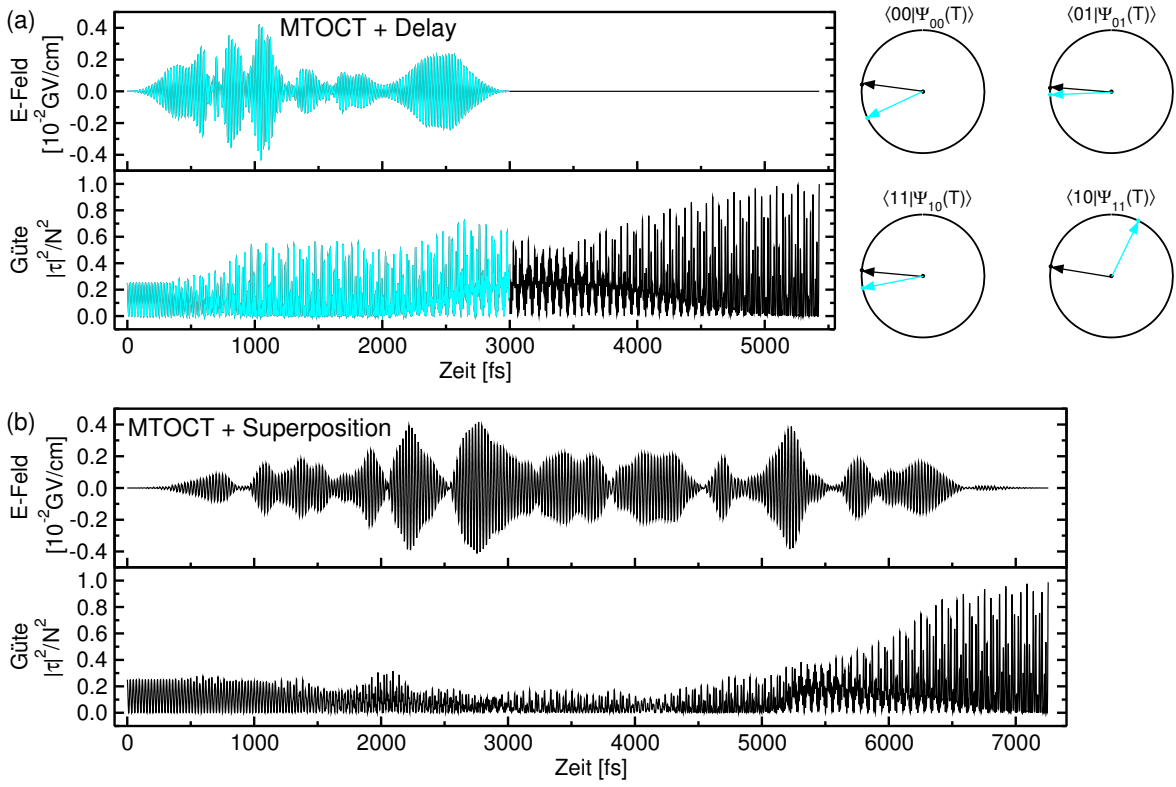 (a)
MTOCT + Delay
E-Feld
[10⁻²GV/cm]
0.4
0.2
0.0
-0.2
-0.4
Güte
|τ|²/N²
1.0
0.8
0.6
0.4
0.2
0.0
0 1000 2000 3000 4000 5000
Zeit [fs]
⟨00|Ψ₀₀(T)⟩ ⟨01|Ψ₀₁(T)⟩
⟨11|Ψ₁₀(T)⟩ ⟨10|Ψ₁₁(T)⟩
(b)
MTOCT + Superposition
E-Feld
[10⁻²GV/cm]
0.4
0.2
0.0
-0.2
-0.4
Güte
|τ|²/N²
1.0
0.8
0.6
0.4
0.2
0.0
0 1000 2000 3000 4000 5000 6000 7000
Zeit [fs]